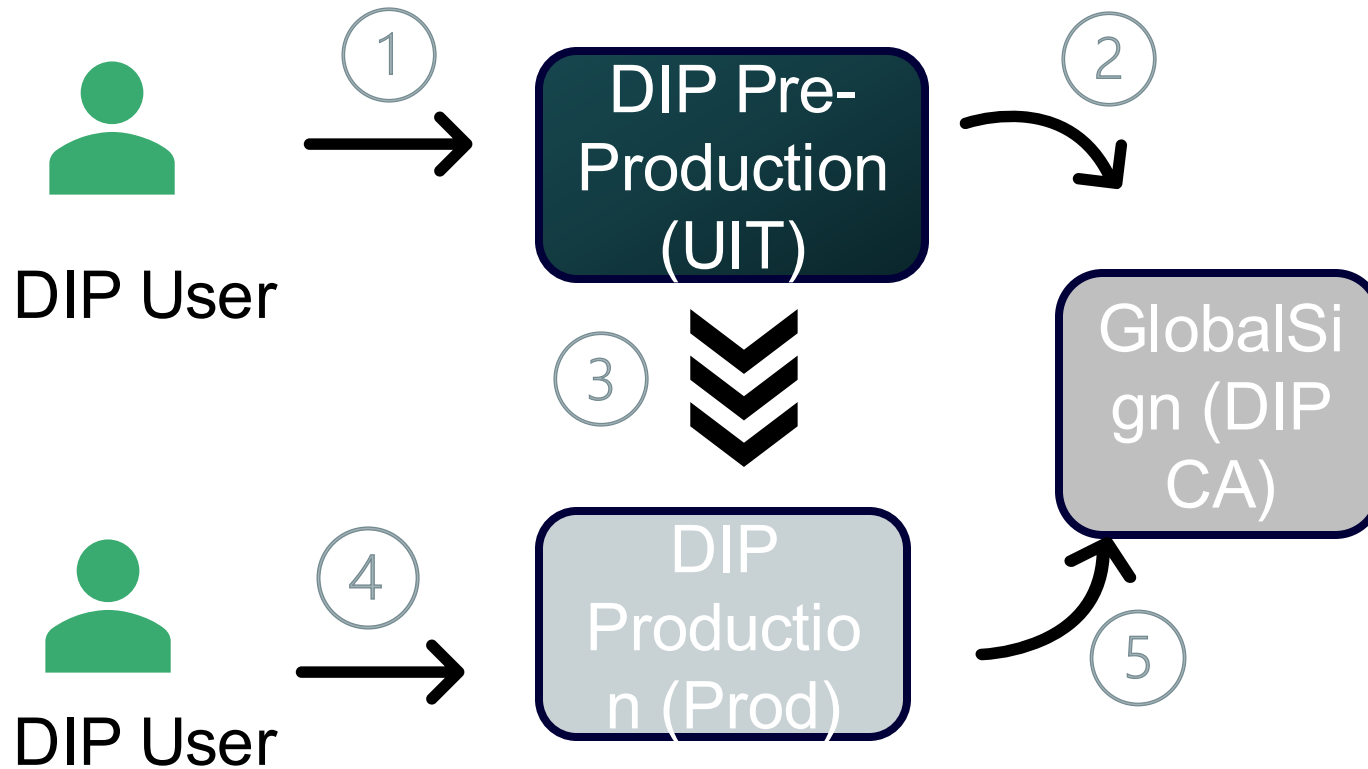 1
2
DIP Pre-
Production
(UIT)
DIP User
3
GlobalSi
gn (DIP
CA)
4
DIP
Productio
n (Prod)
5
DIP User